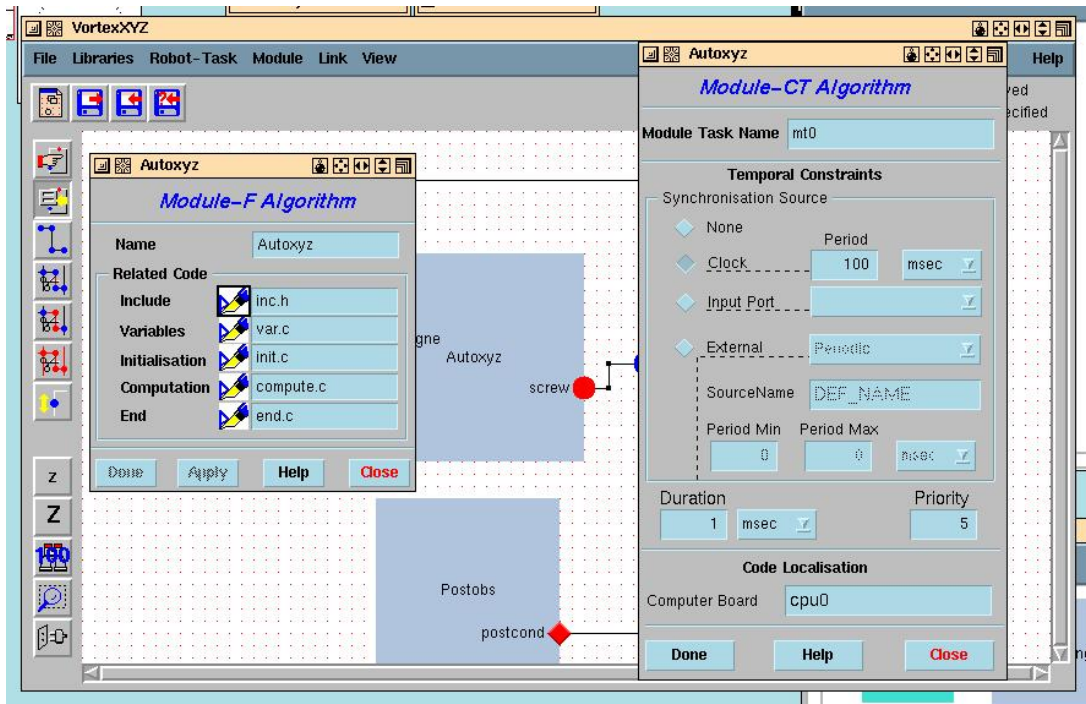 VortexXYZ
File Libraries Robot-Task Module Link View Help
ved
ecified
Autoxyz
Module-F Algorithm
Name Autoxyz
Related Code
Include inc.h
Variables var.c
Initialisation init.c
Computation compute.c
End end.c
Done Apply Help Close
gne
Autoxyz
screw
Postobs
postcond
z
Z
100
Autoxyz
Module-CT Algorithm
Module Task Name mt0
Temporal Constraints
Synchronisation Source
None
Period
Clock 100 msec
Input Port
External Periodic
SourceName DEF_NAME
Period Min Period Max
0 0 msec
Duration Priority
1 msec 5
Code Localisation
Computer Board cpu0
Done Help Close